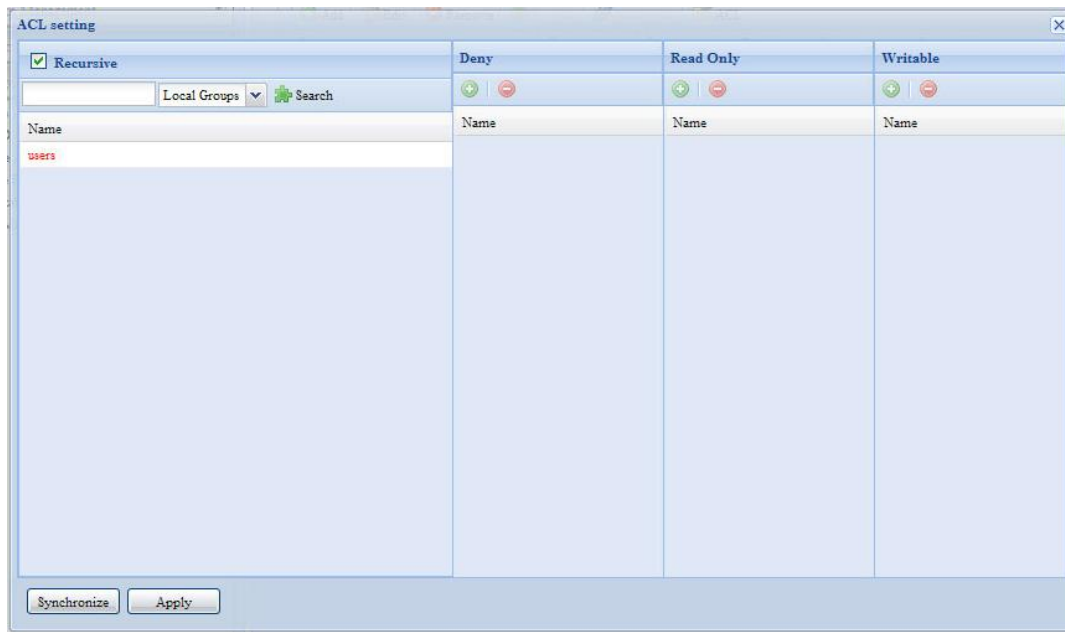 ACL setting
Recursive
Local Groups Search
Name
users
Deny
Name
Read Only
Name
Writable
Name
Synchronize Apply